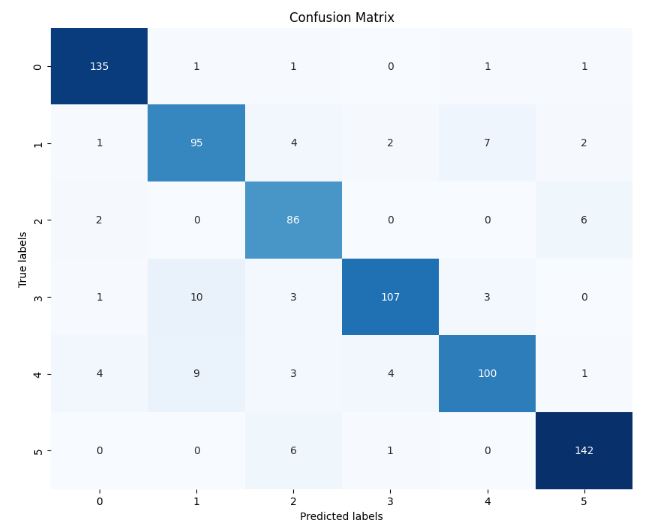 Confusion Matrix
0 135 1 1 0 1 1
1 1 95 4 2 7 2
2 2 0 86 0 0 6
3 1 10 3 107 3 0
4 4 9 3 4 100 1
5 0 0 6 1 0 142
True labels
0 1 2 3 4 5
Predicted labels